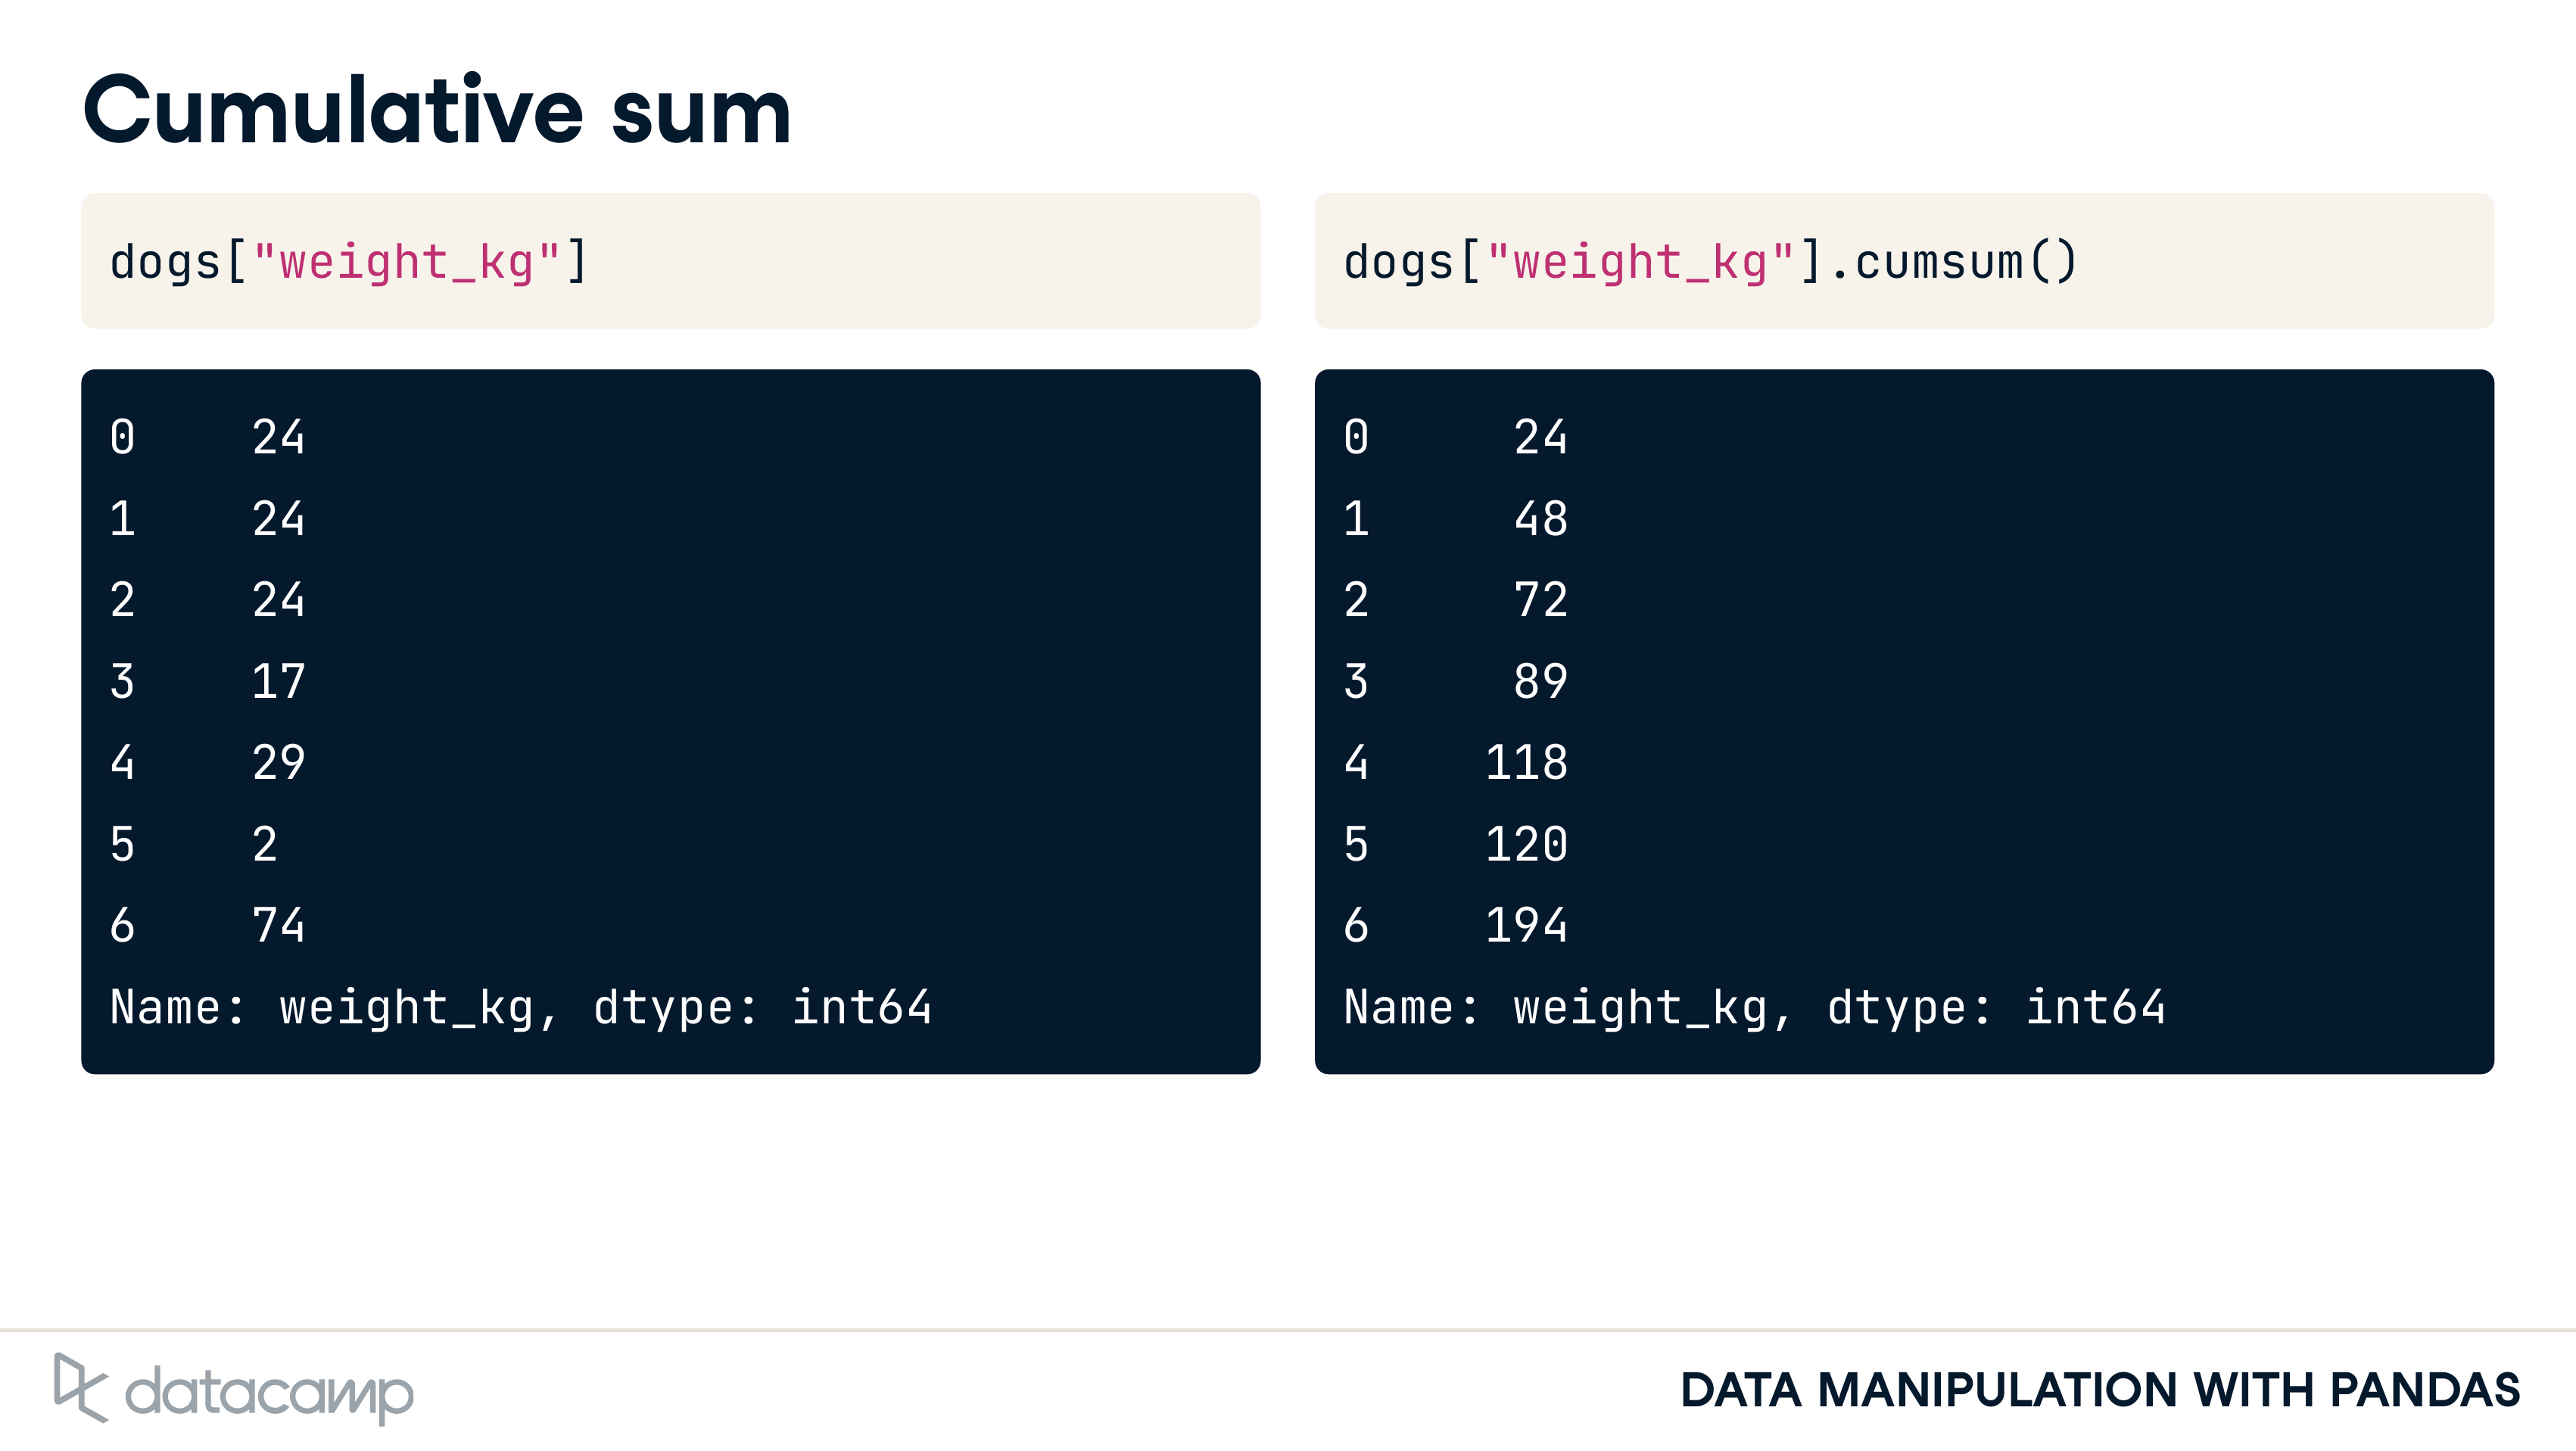 Cumulative sum
dogs["weight_kg"]
0    24
1    24
2    24
3    17
4    29
5    2
6    74
Name: weight_kg, dtype: int64
dogs["weight_kg"].cumsum()
0     24
1     48
2     72
3     89
4    118
5    120
6    194
Name: weight_kg, dtype: int64
datacamp
DATA MANIPULATION WITH PANDAS